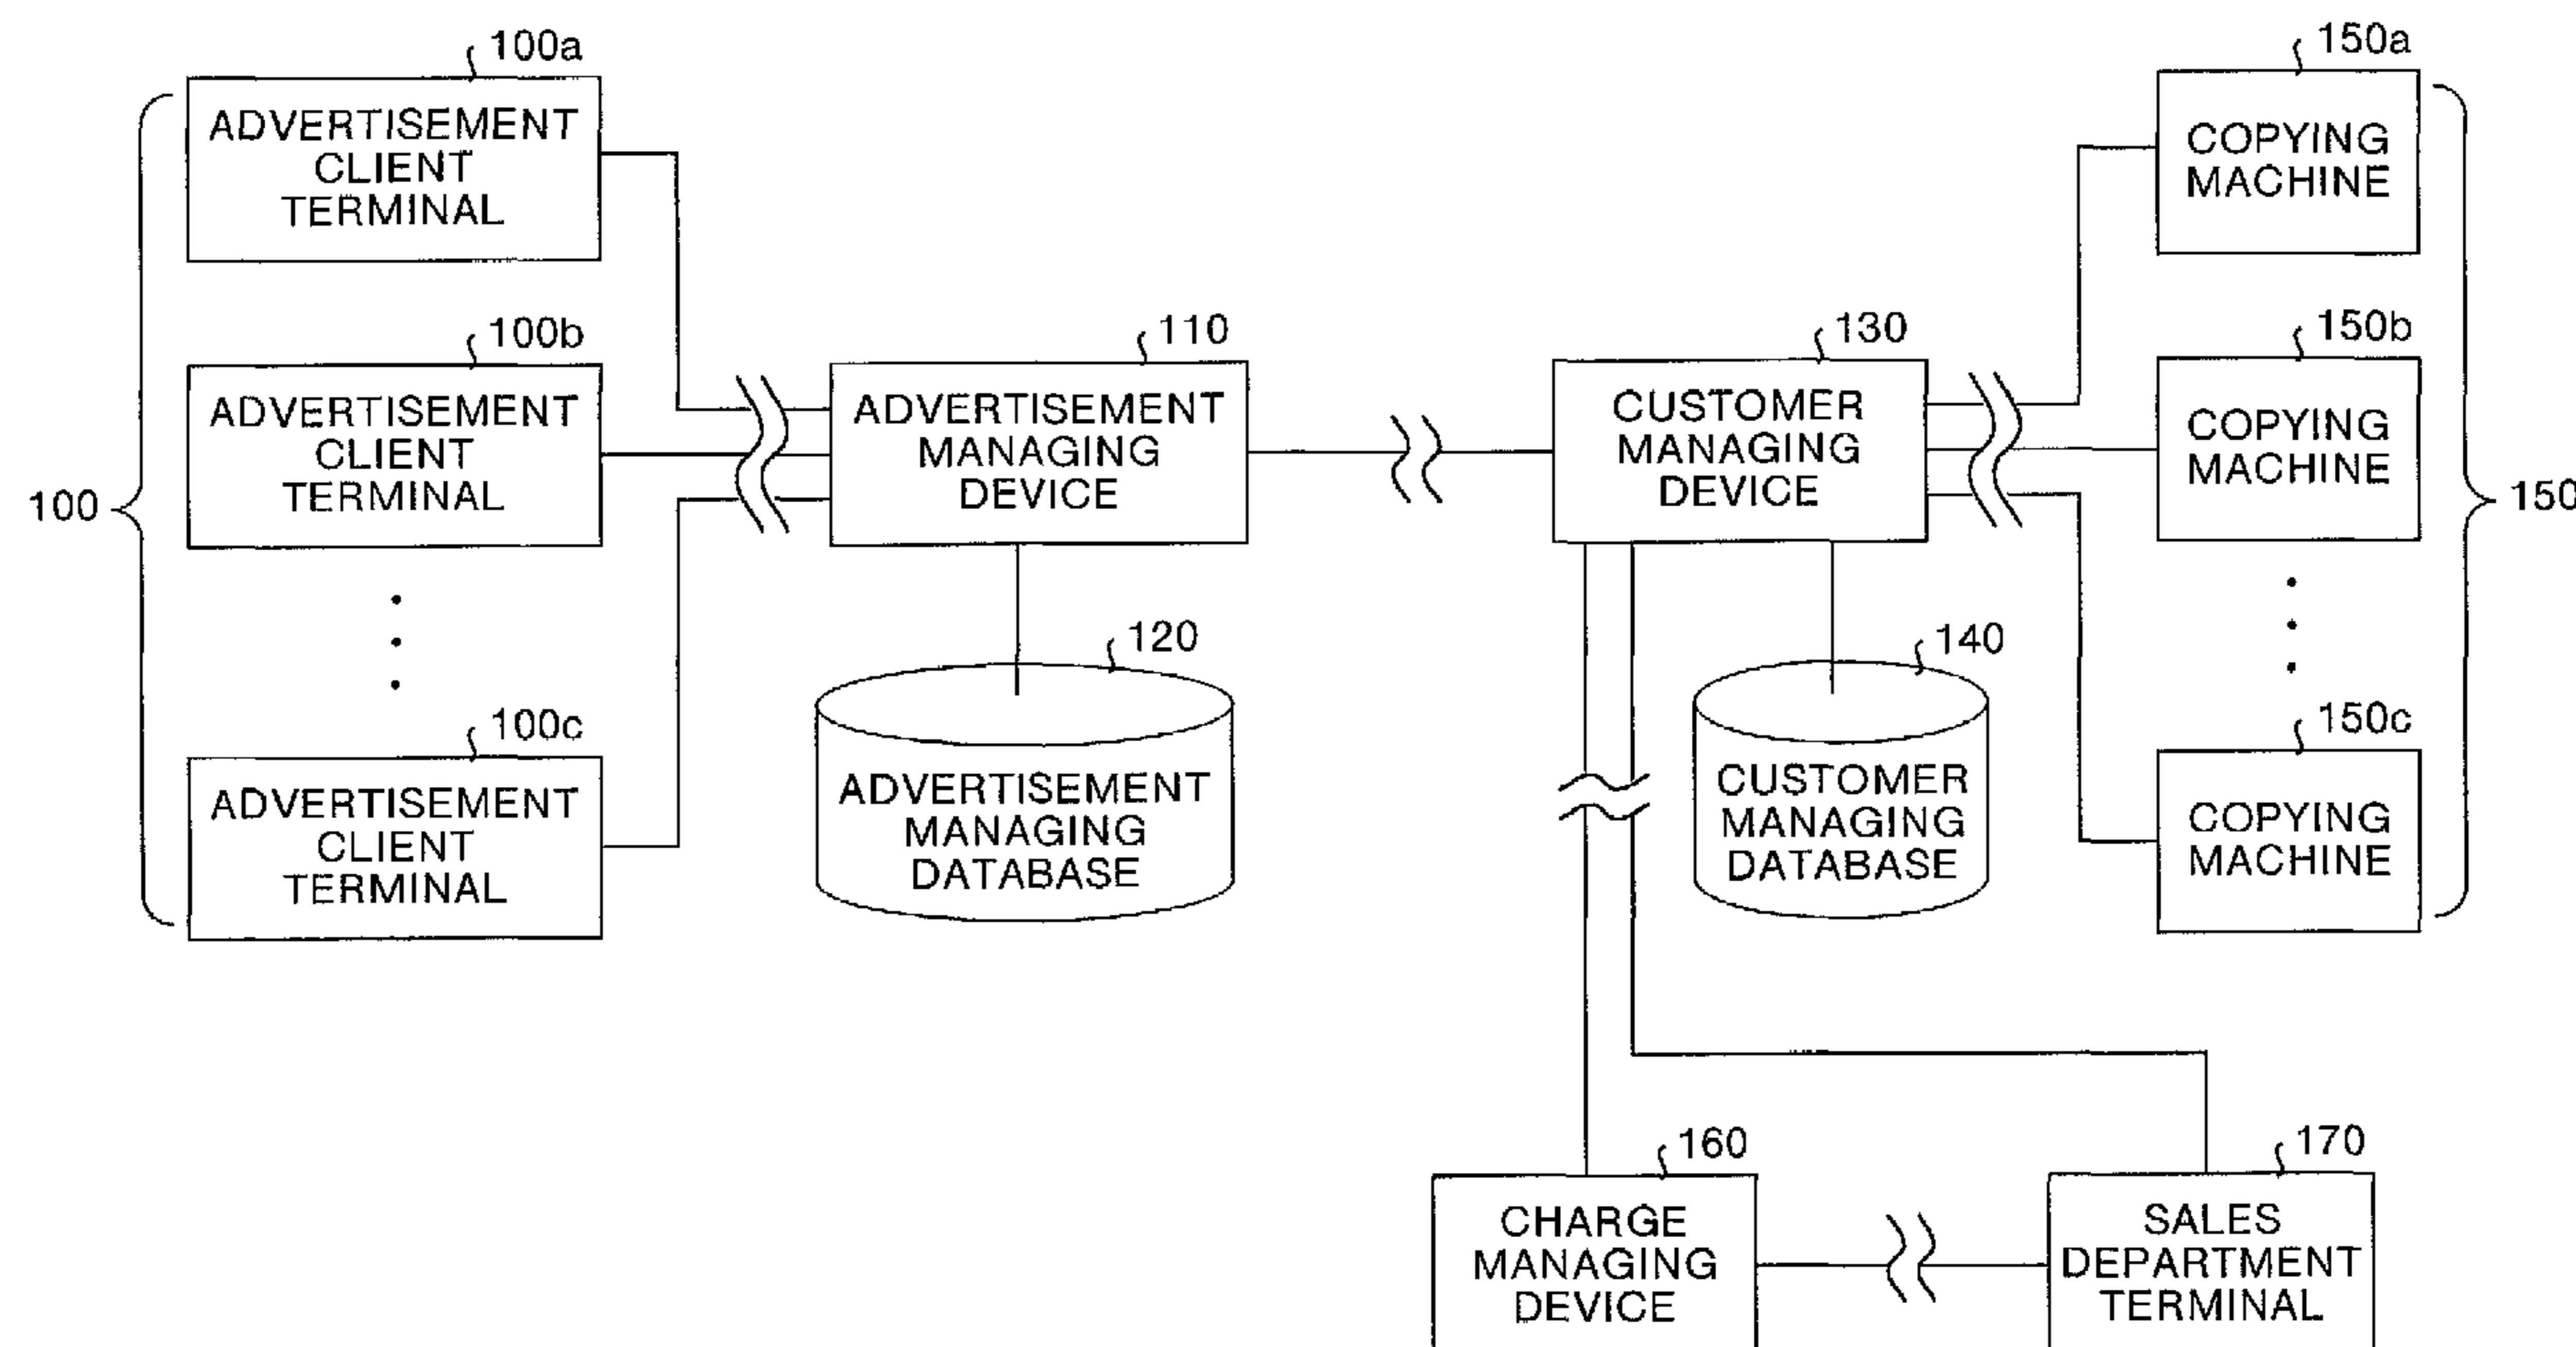 100a
ADVERTISEMENT
CLIENT
TERMINAL
100b
ADVERTISEMENT
CLIENT
TERMINAL
100
100c
ADVERTISEMENT
CLIENT
TERMINAL
110
ADVERTISEMENT
MANAGING
DEVICE
120
ADVERTISEMENT
MANAGING
DATABASE
130
CUSTOMER
MANAGING
DEVICE
140
CUSTOMER
MANAGING
DATABASE
150a
COPYING
MACHINE
150b
COPYING
MACHINE
150
150c
COPYING
MACHINE
160
CHARGE
MANAGING
DEVICE
170
SALES
DEPARTMENT
TERMINAL